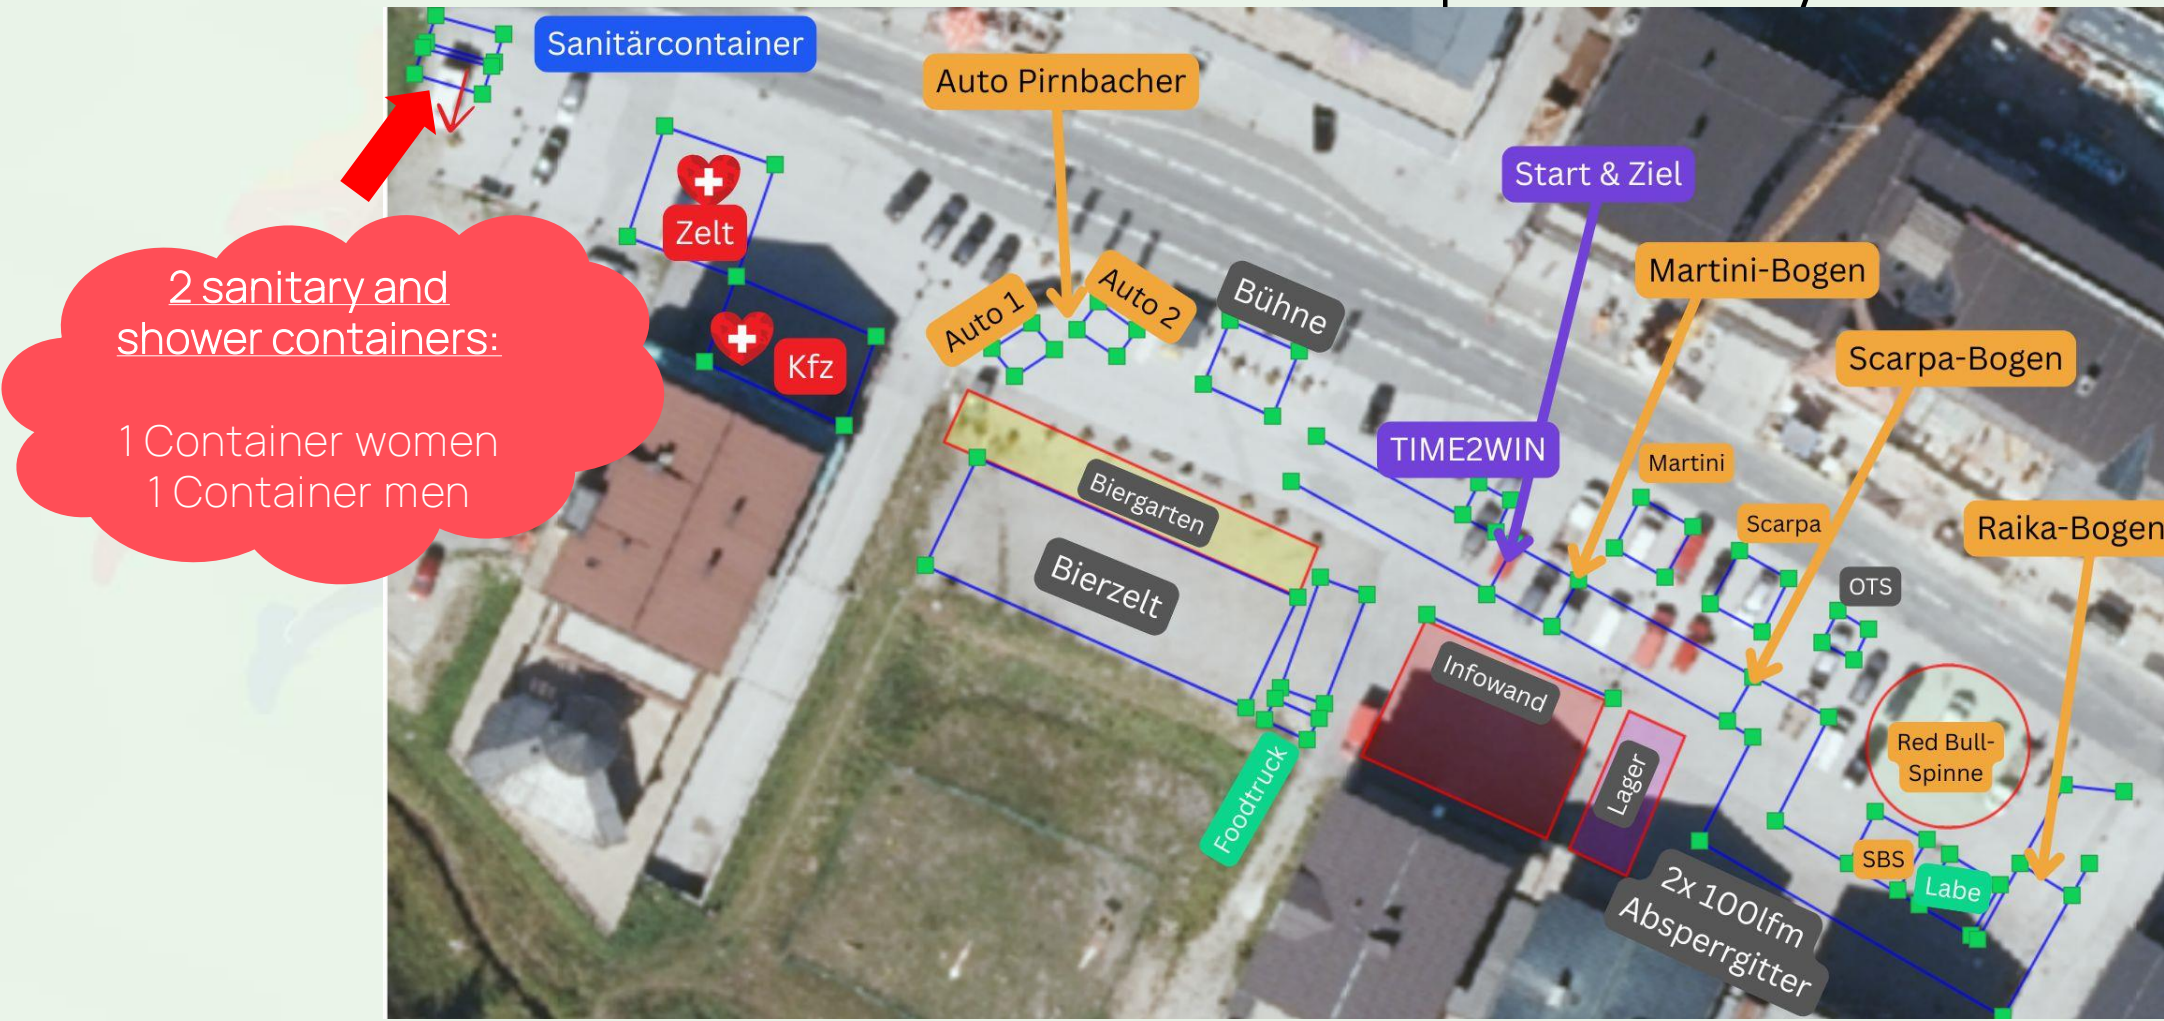 Sanitärcontainer
Auto Pirnbacher
Start & Ziel
Zelt
Martini-Bogen
2 sanitary and
shower containers:
1 Container women
1 Container men
Kfz
Auto 1
Auto 2
Bühne
Scarpa-Bogen
TIME2WIN
Martini
Scarpa
Raika-Bogen
Biergarten
Bierzelt
OTS
Infowand
Red Bull-
Spinne
Lager
Foodtruck
SBS
Labe
2x 100lfm
Absperrgitter